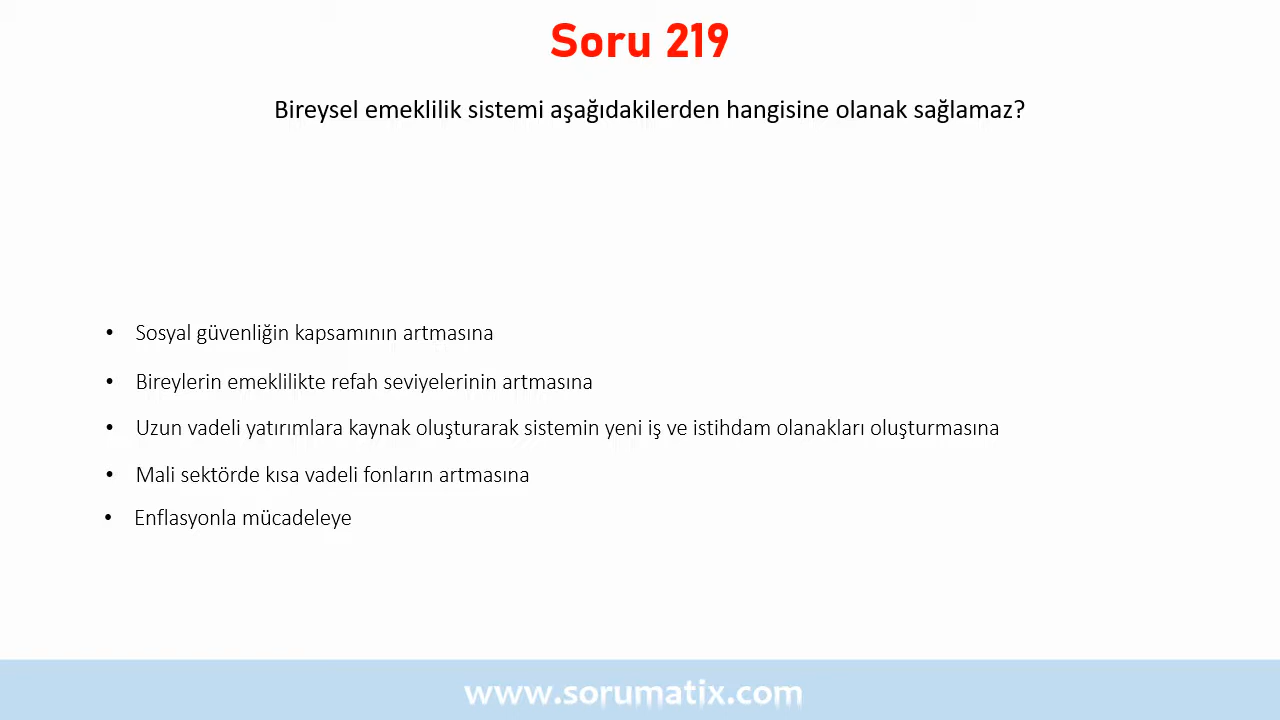 Soru 219
Bireysel emeklilik sistemi aşağıdakilerden hangisine olanak sağlamaz?
• Sosyal güvenliğin kapsamının artmasına
• Bireylerin emeklilikte refah seviyelerinin artmasına
• Uzun vadeli yatırımlara kaynak oluşturarak sistemin yeni iş ve istihdam olanakları oluşturmasına
• Mali sektörde kısa vadeli fonların artmasına
• Enflasyonla mücadeleye
www.sorumatix.com